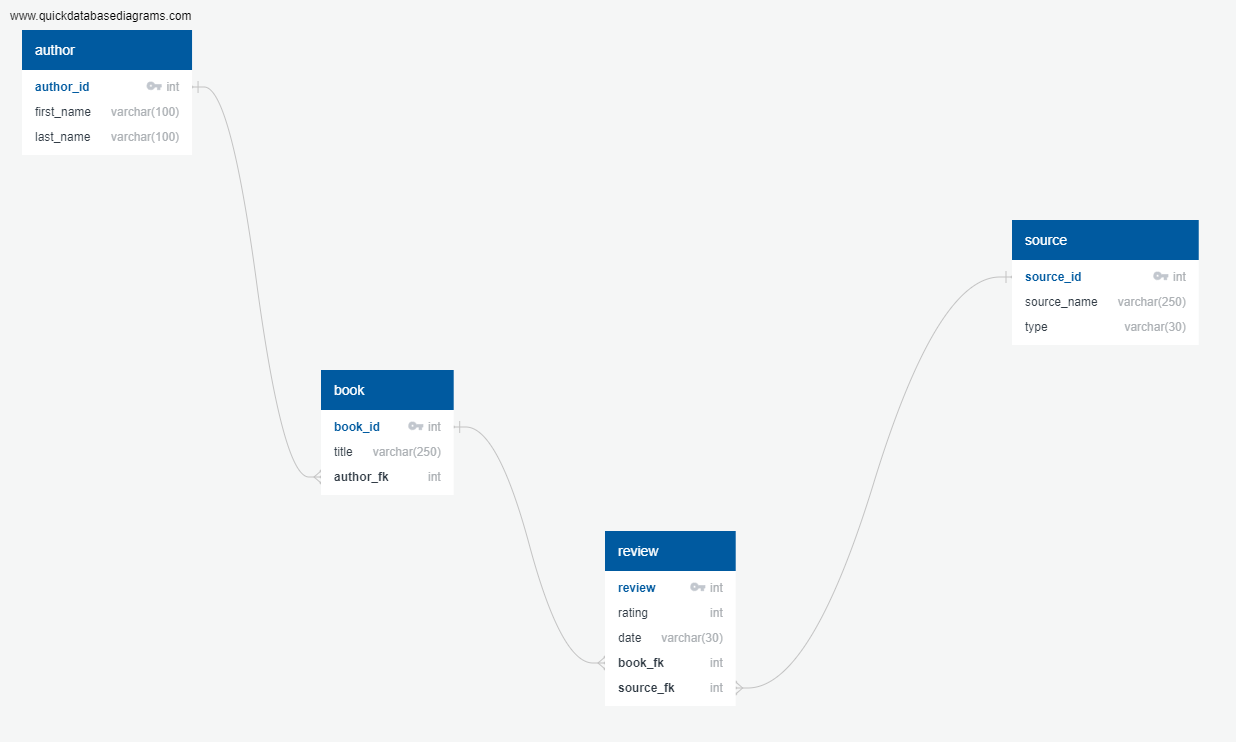 www.quickdatabasediagrams.com
author
author_id int
first_name varchar(100)
last_name varchar(100)
source
source_id int
source_name varchar(250)
type varchar(30)
book
book_id int
title varchar(250)
author_fk int
review
review int
rating int
date varchar(30)
book_fk int
source_fk int